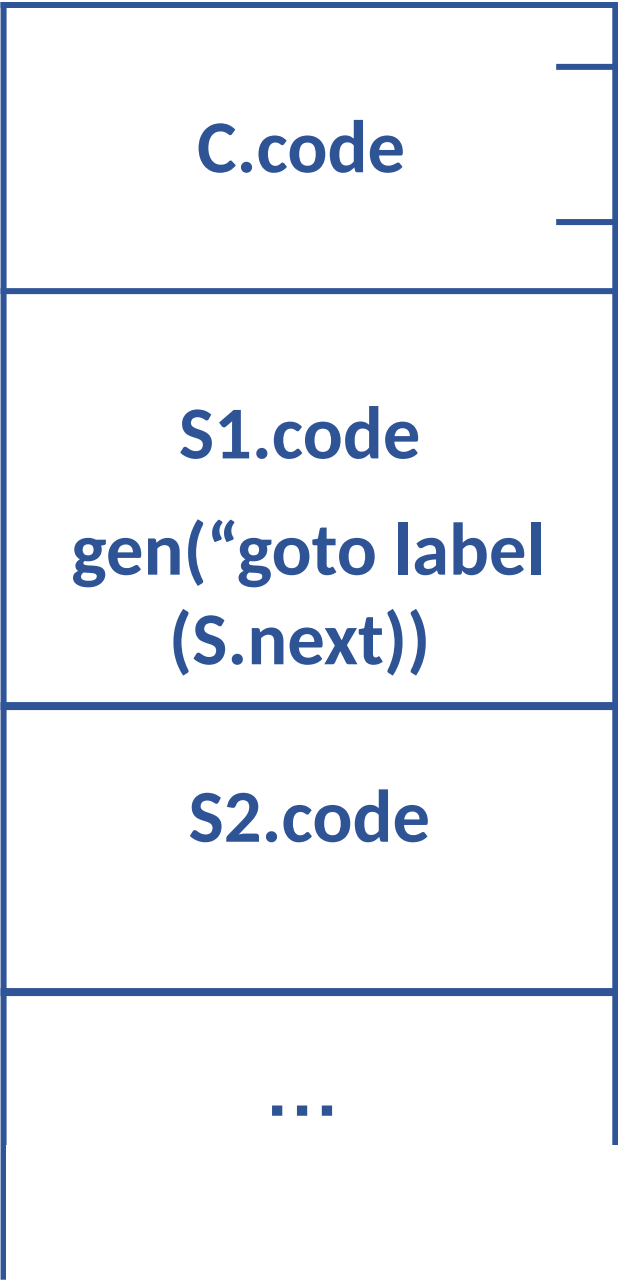 C.code
S1.code
gen(“goto label
(S.next))
S2.code
...